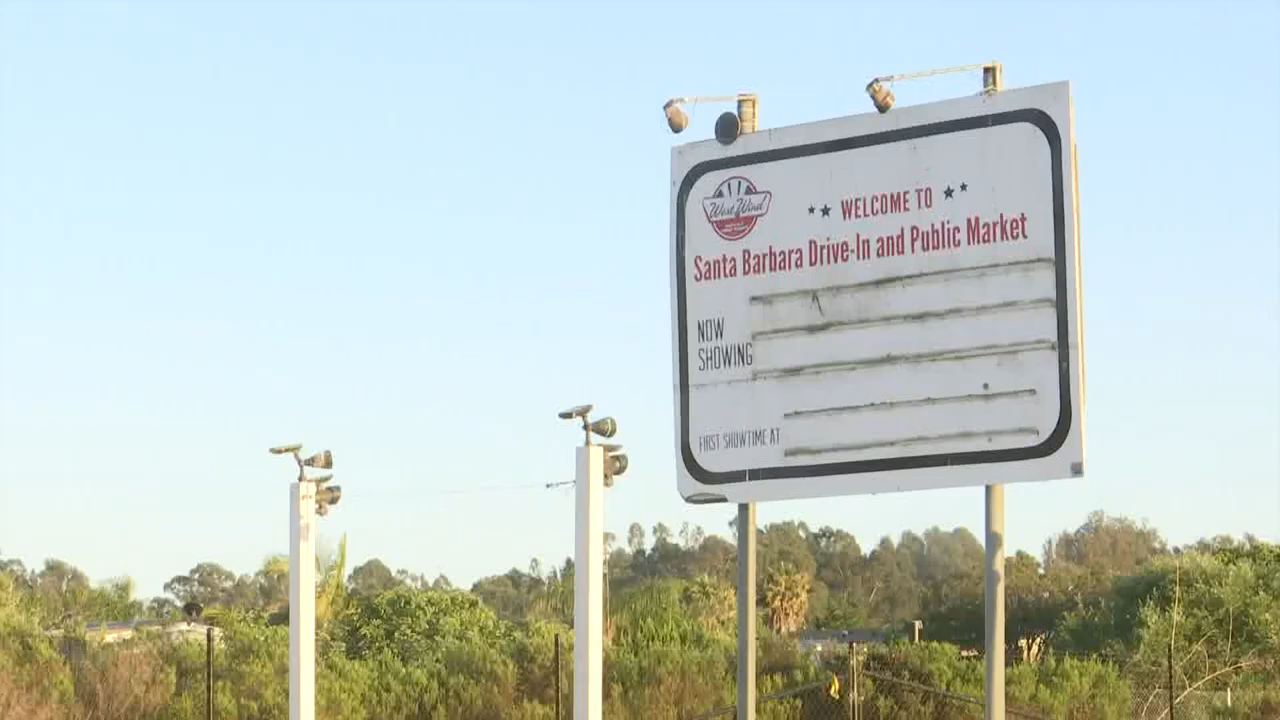 West Wind
WELCOME TO
Santa Barbara Drive-In and Public Market
NOW
SHOWING
FIRST SHOWTIME AT